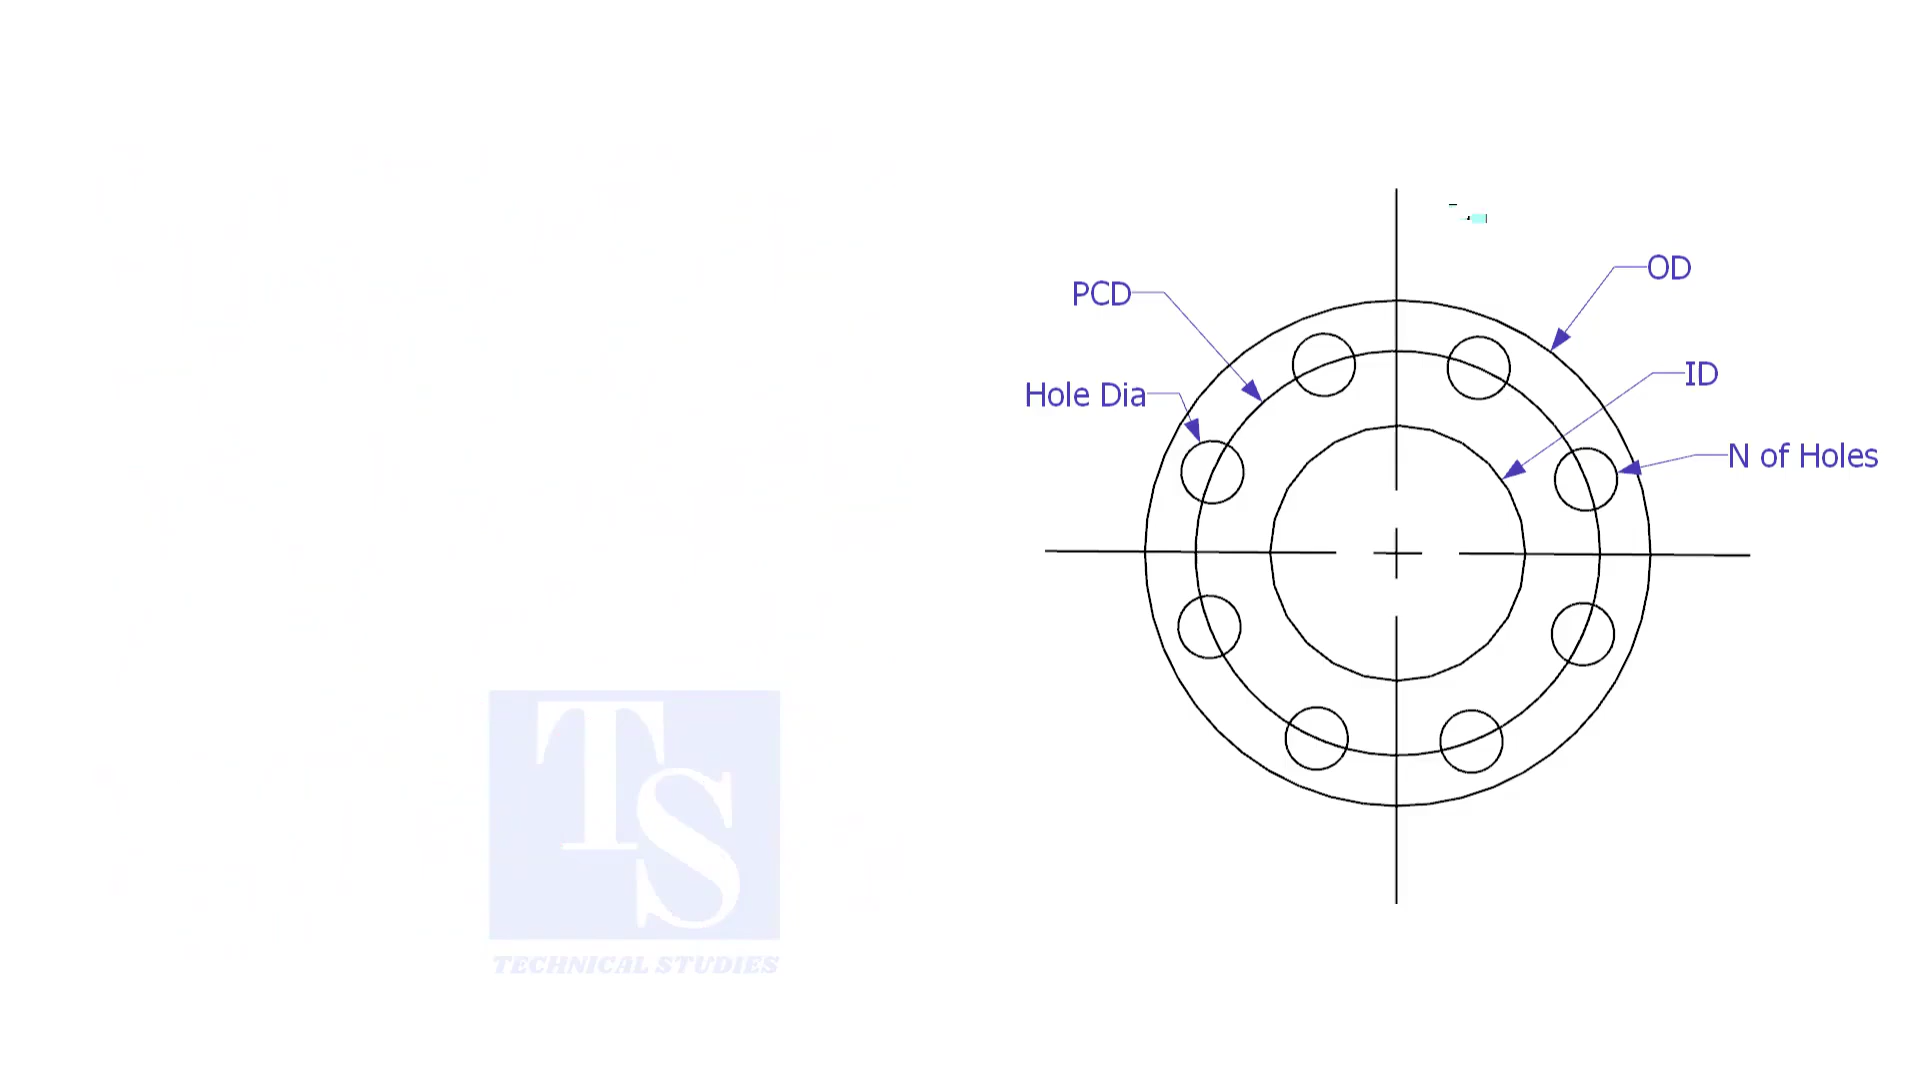 OD
PCD
ID
Hole Dia
N of Holes
TS
TECHNICAL STUDIES